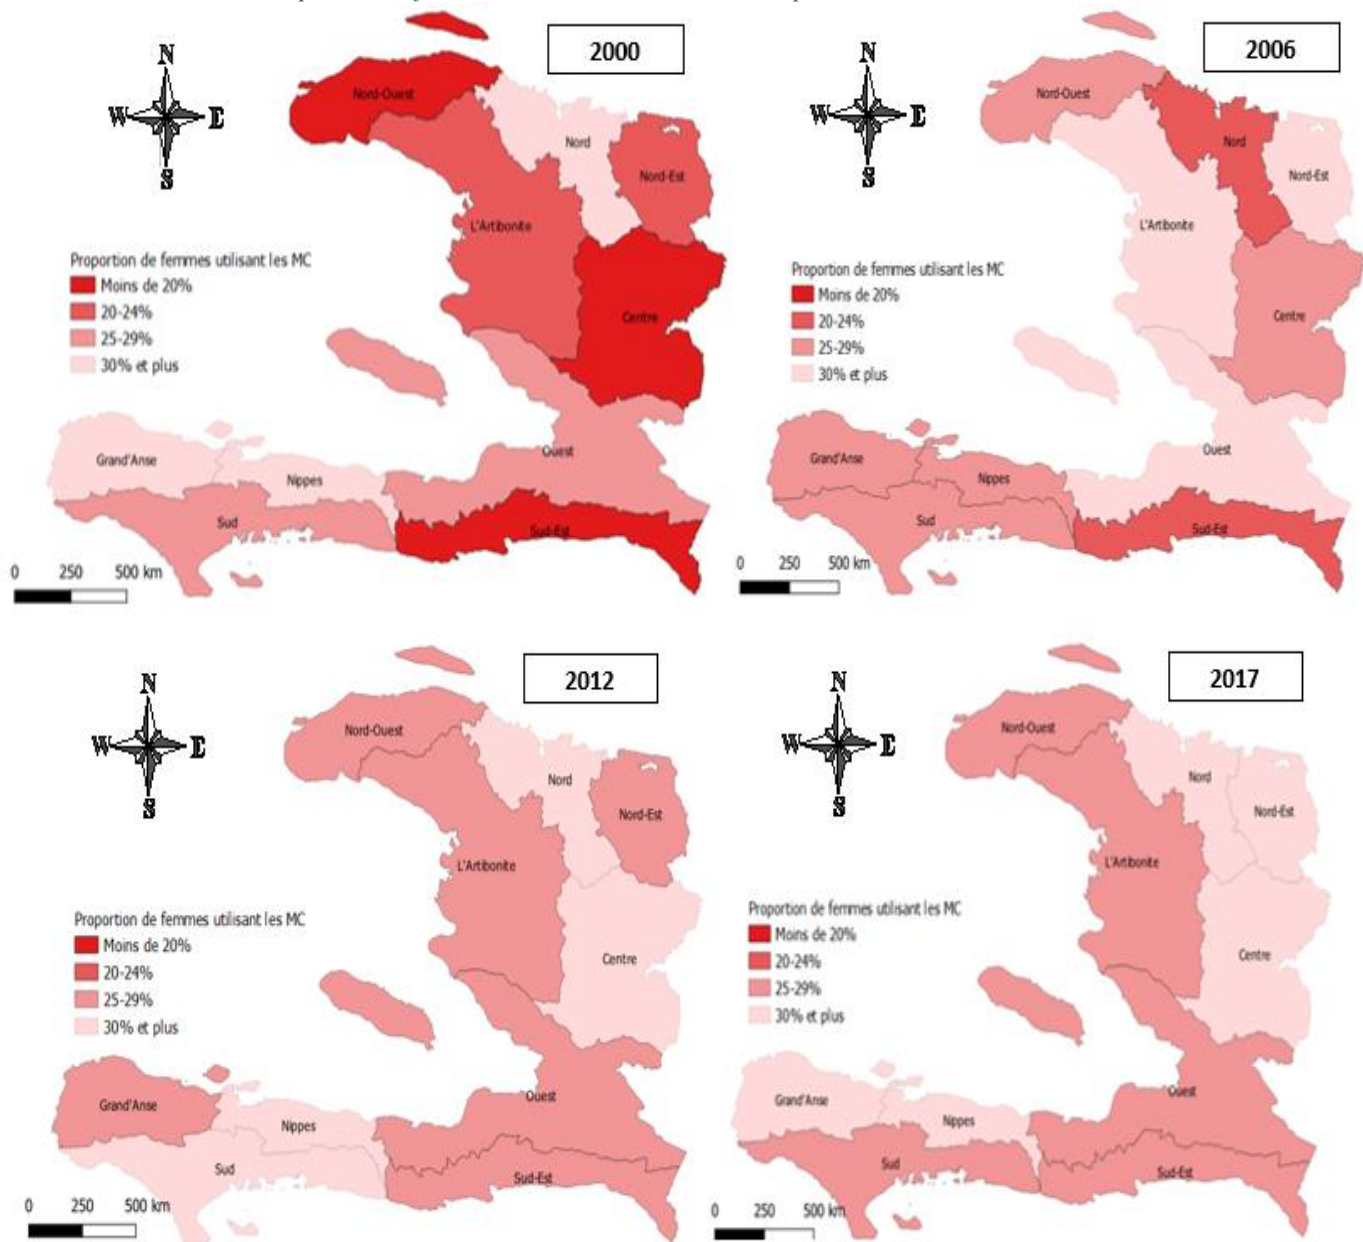 2000
N
W E
S
Nord-Ouest
Nord
Nord-Est
L'Artibonite
Centre
Proportion de femmes utilisant les MC
Moins de 20%
20-24%
25-29%
30% et plus
Grand'Anse
Nippes
Ouest
Sud
Sud-Est
0 250 500 km
2006
N
W E
S
Nord-Ouest
Nord
Nord-Est
L'Artibonite
Centre
Proportion de femmes utilisant les MC
Moins de 20%
20-24%
25-29%
30% et plus
Grand'Anse
Nippes
Ouest
Sud
Sud-Est
0 250 500 km
2012
N
W E
S
Nord-Ouest
Nord
Nord-Est
L'Artibonite
Centre
Proportion de femmes utilisant les MC
Moins de 20%
20-24%
25-29%
30% et plus
Grand'Anse
Nippes
Ouest
Sud
Sud-Est
0 250 500 km
2017
N
W E
S
Nord-Ouest
Nord
Nord-Est
L'Artibonite
Centre
Proportion de femmes utilisant les MC
Moins de 20%
20-24%
25-29%
30% et plus
Grand'Anse
Nippes
Ouest
Sud
Sud-Est
0 250 500 km